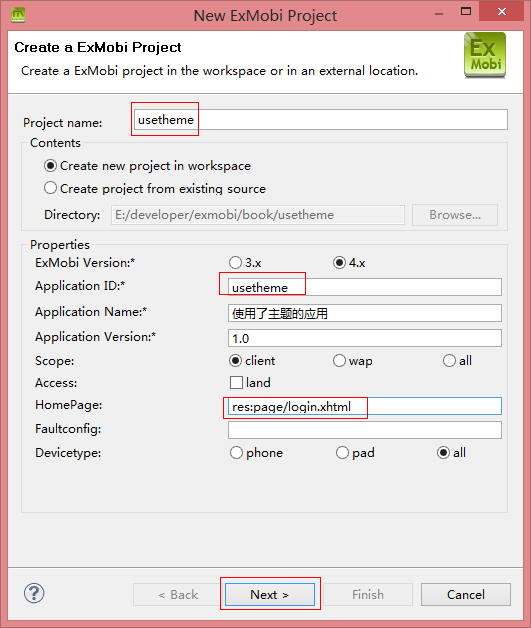 New ExMobi Project
Create a ExMobi Project
Create a ExMobi project in the workspace or in an external location.
Ex
Mobi
Project name: usetheme
Contents
Create new project in workspace
Create project from existing source
Directory: E:/developer/exmobi/book/usetheme Browse...
Properties
ExMobi Version:* 3.x 4.x
Application ID:* usetheme
Application Name:* 使用了主题的应用
Application Version:* 1.0
Scope: client wap all
Access: land
HomePage: res:page/login.xhtml
Faultconfig:
Devicetype: phone pad all
? < Back Next > Finish Cancel